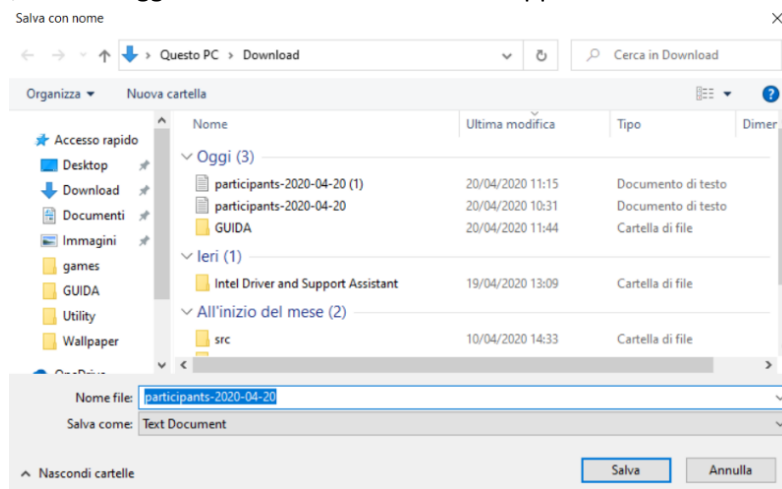 Salva con nome
Questo PC > Download
Cerca in Download
Organizza
Nuova cartella
Nome Ultima modifica Tipo Dimer
Accesso rapido
Desktop
Download
Documenti
Immagini
games
GUIDA
Utility
Wallpaper
Oggi (3)
participants-2020-04-20 (1) 20/04/2020 11:15 Documento di testo
participants-2020-04-20 20/04/2020 10:31 Documento di testo
GUIDA 20/04/2020 11:44 Cartella di file
Ieri (1)
Intel Driver and Support Assistant 19/04/2020 13:09 Cartella di file
All'inizio del mese (2)
src 10/04/2020 14:33 Cartella di file
Nome file: participants-2020-04-20
Salva come: Text Document
Nascondi cartelle
Salva
Annulla